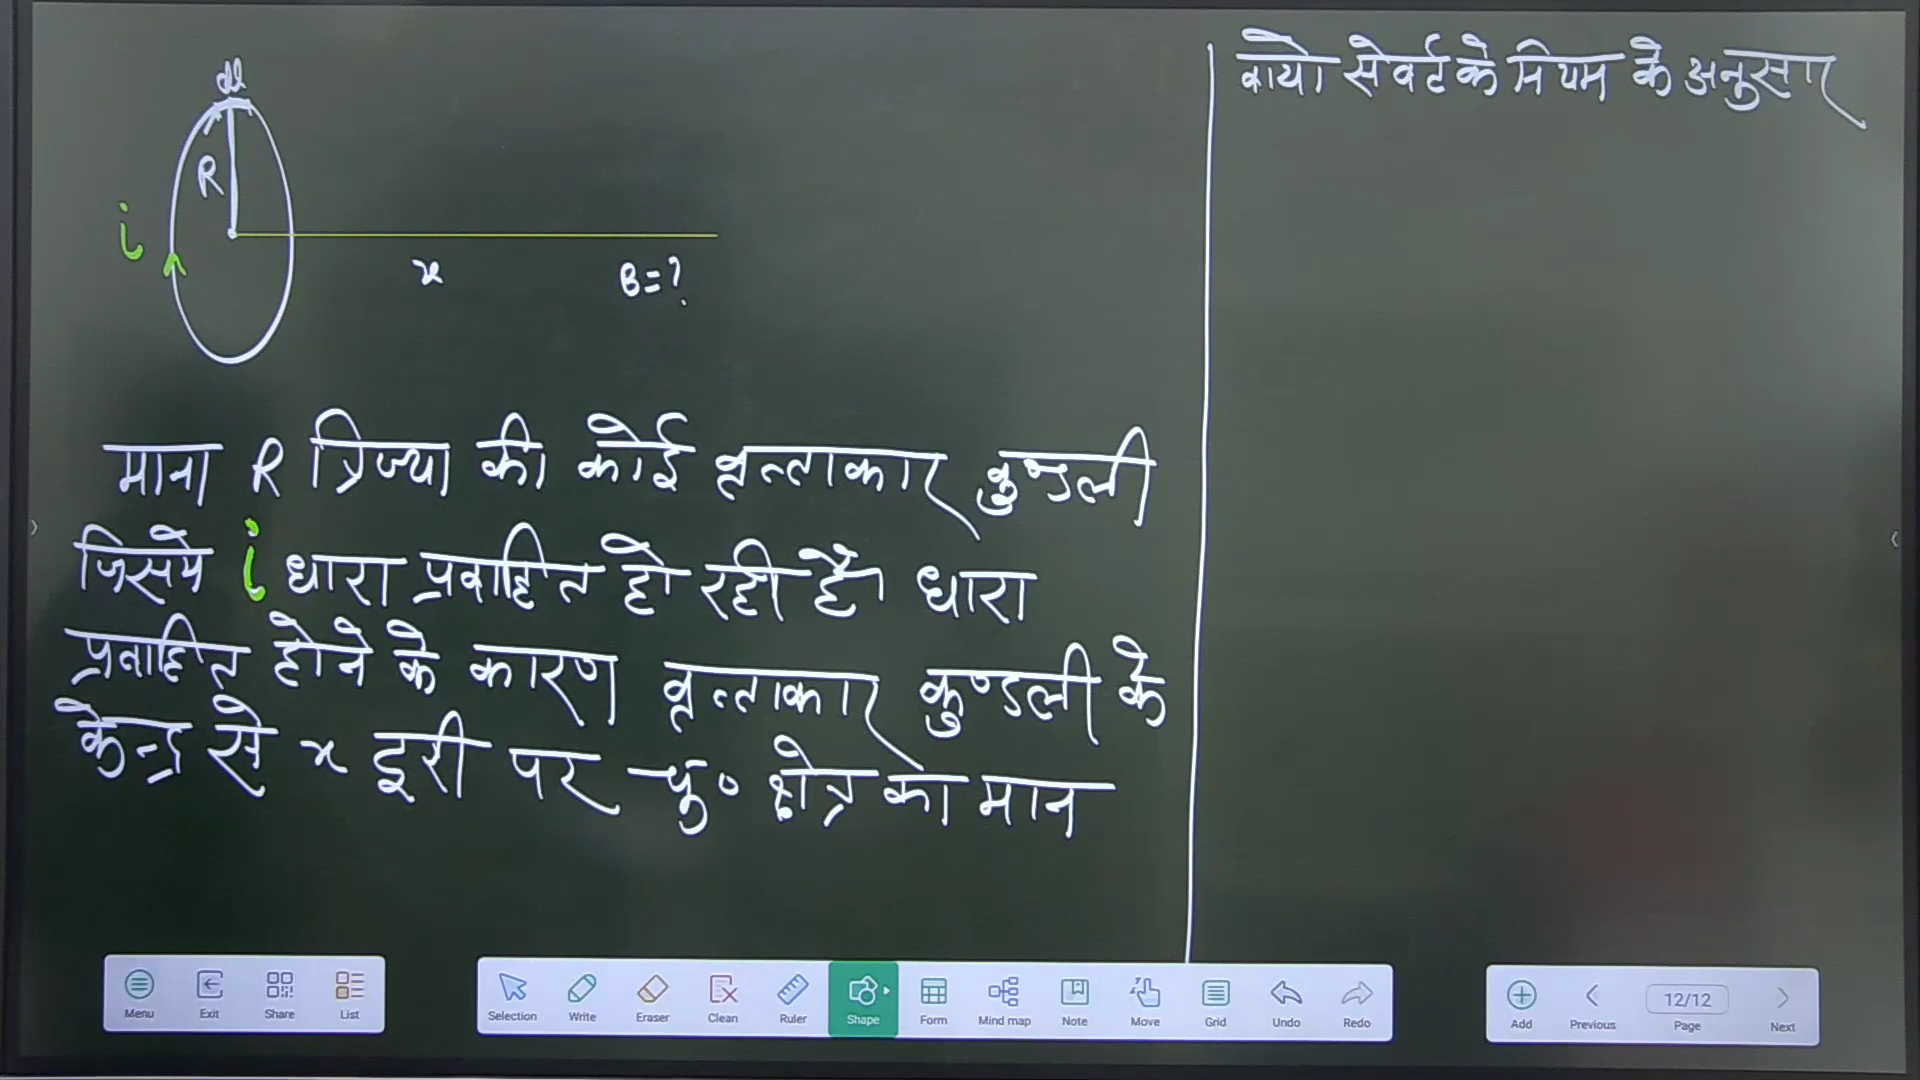 dl
R
i
x
B=?
माना R त्रिज्या की कोई वृत्ताकार कुण्डली
जिसमे i धारा प्रवाहित हो रही है। धारा
प्रवाहित होने के कारण वृत्ताकार कुण्डली के
केन्द्र से x दूरी पर चु० क्षेत्र का मान
वायो सेवर्ट के नियम के अनुसार
Menu
Exit
Share
List
Selection
Write
Eraser
Clean
Ruler
Shape
Form
Mind map
Note
Move
Grid
Undo
Redo
Add
Previous
12/12
Page
Next